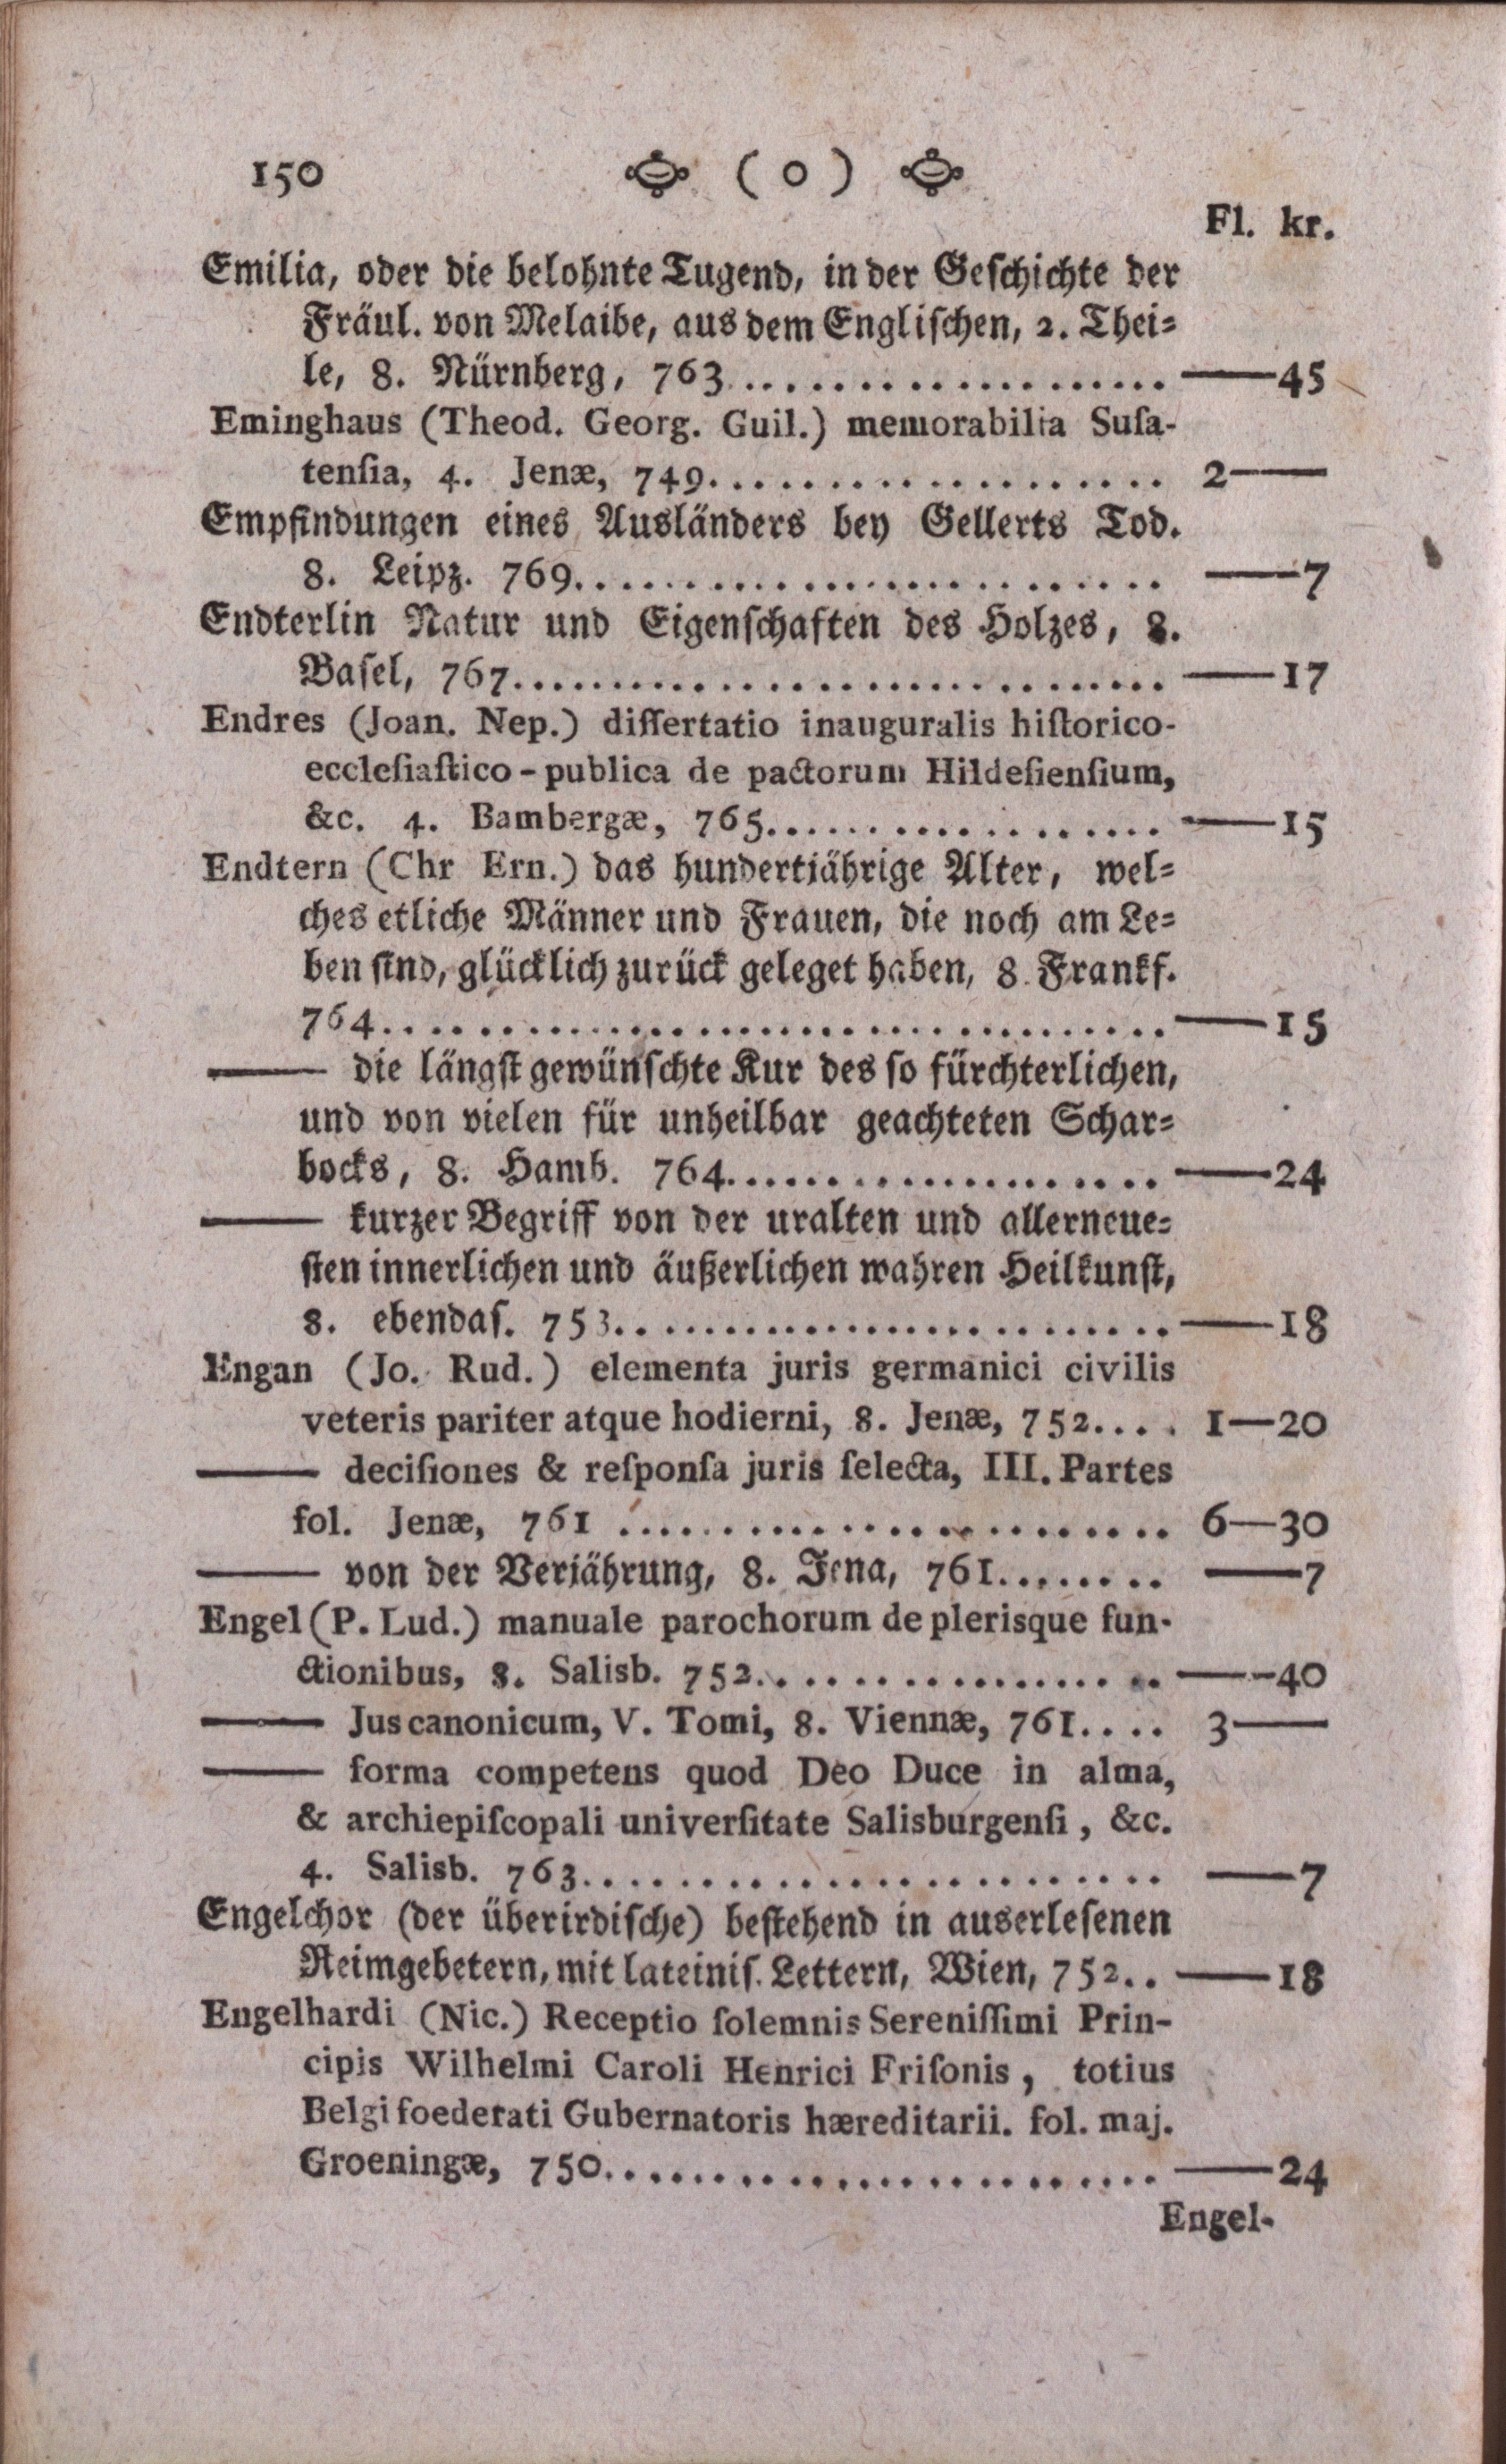 150 ( o )
Fl. kr.
Emilia, oder die belohnte Tugend, in der Geschichte der
Fräul. von Melaibe, aus dem Englischen, 2. Thei=
le, 8. Nürnberg, 763.................... ——45
Eminghaus (Theod. Georg. Guil.) memorabilia Suſa-
tenſia, 4. Jenæ, 749................... 2——
Empfindungen eines Ausländers bey Gellerts Tod.
8. Leipz. 769......................... ——7
Endterlin Natur und Eigenschaften des Holzes, 8.
Basel, 767............................ ——17
Endres (Joan. Nep.) diſſertatio inauguralis hiſtorico-
eccleſiaſtico-publica de pactorum Hildeſienſium,
&c. 4. Bambergæ, 765................. ——15
Endtern (Chr Ern.) das hundertjährige Alter, wel=
ches etliche Männer und Frauen, die noch am Le=
ben sind, glücklich zurück geleget haben, 8. Frankf.
764.................................. ——15
—— die längst gewünschte Kur des so fürchterlichen,
und von vielen für unheilbar geachteten Schar=
bocks, 8. Hamb. 764................... ——24
—— kurzer Begriff von der uralten und allerneue=
sten innerlichen und äußerlichen wahren Heilkunst,
8. ebendas. 753........................ ——18
Engan (Jo. Rud.) elementa juris germanici civilis
veteris pariter atque hodierni, 8. Jenæ, 752.... 1—20
—— deciſiones & reſponſa juris ſelecta, III. Partes
fol. Jenæ, 761 ........................ 6—30
—— von der Verjährung, 8. Jena, 761........ ——7
Engel (P. Lud.) manuale parochorum de plerisque fun-
ctionibus, 8. Salisb. 752................. ——40
—— Jus canonicum, V. Tomi, 8. Viennæ, 761.... 3——
—— forma competens quod Deo Duce in alma,
& archiepiſcopali univerſitate Salisburgenſi, &c.
4. Salisb. 763......................... ——7
Engelchor (der überirdische) bestehend in auserlesenen
Reimgebetern, mit lateinis. Lettern, Wien, 752.. ——18
Engelhardi (Nic.) Receptio ſolemnis Sereniſſimi Prin-
cipis Wilhelmi Caroli Henrici Friſonis, totius
Belgi foederati Gubernatoris hæreditarii. fol. maj.
Groeningæ, 750........................ ——24
Engel-